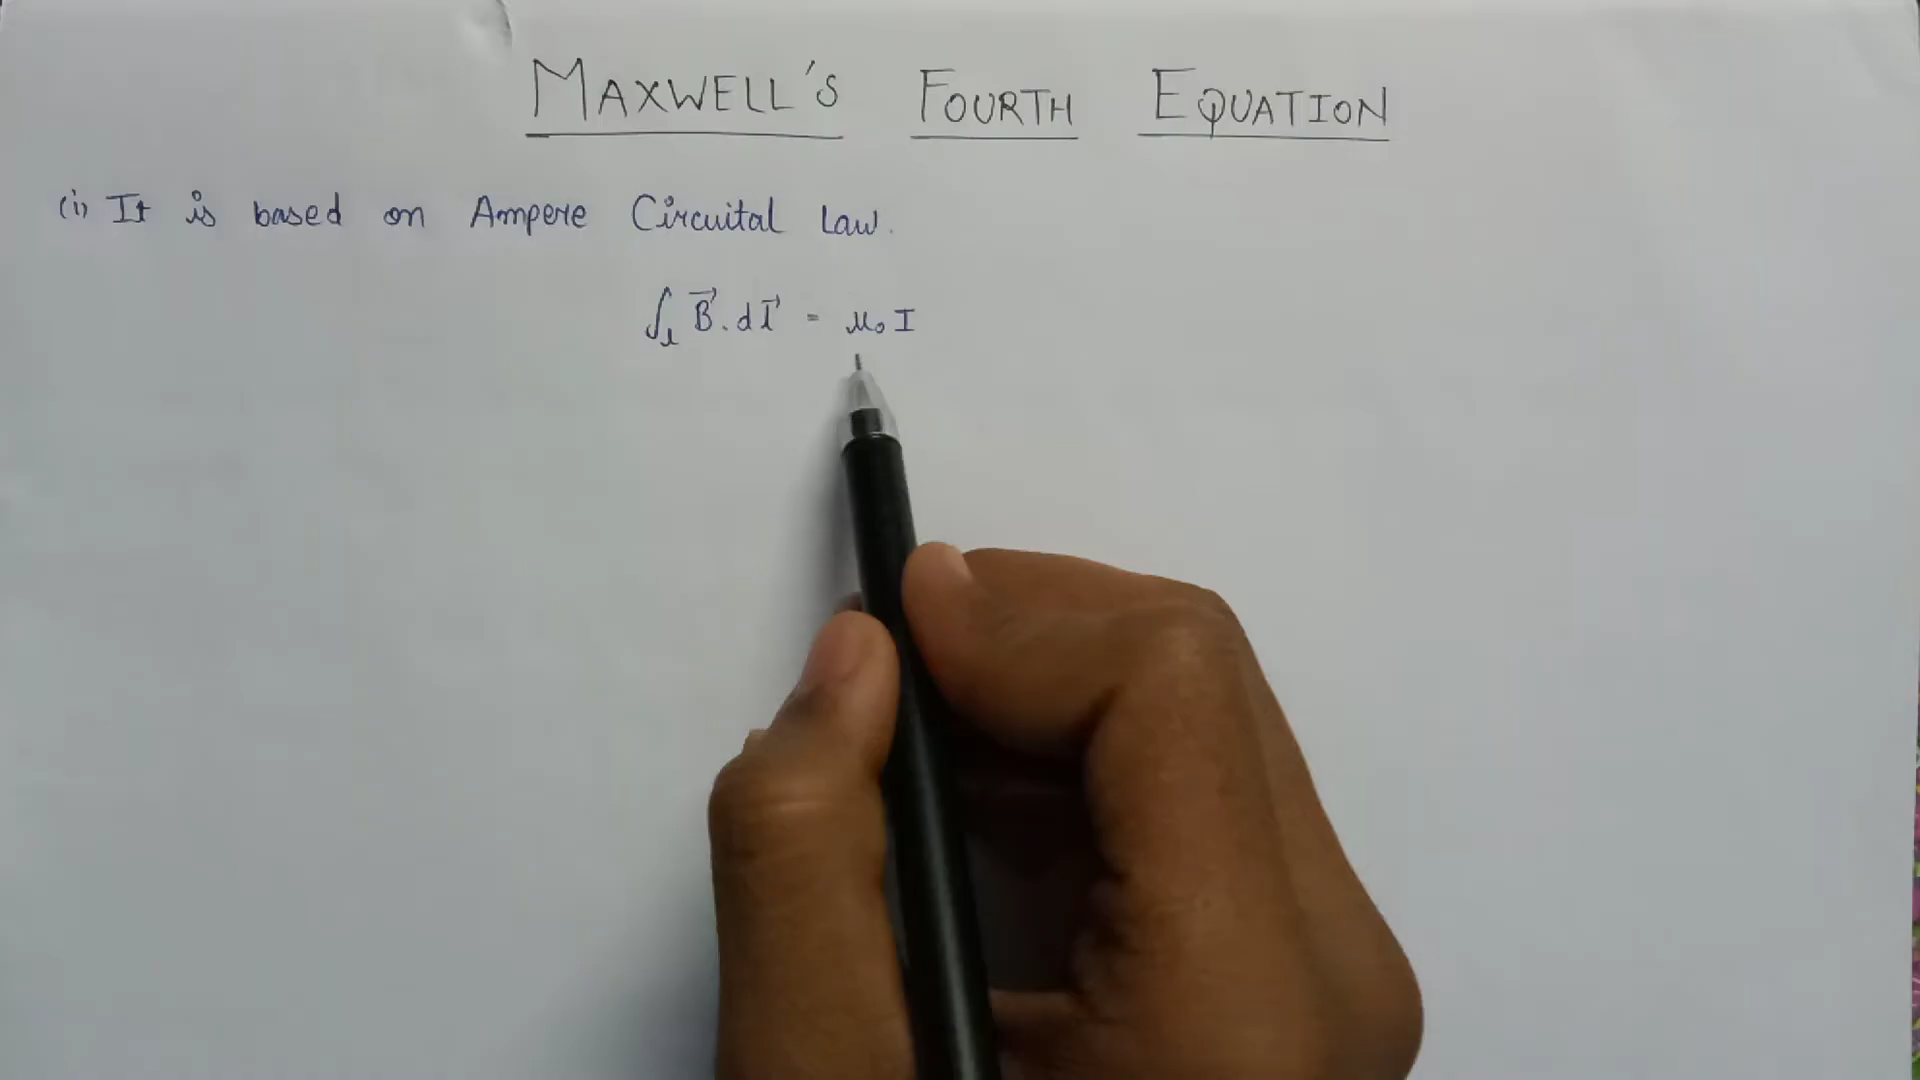 MAXWELL'S FOURTH EQUATION
(i) It is based on Ampere Circuital Law.
∫ₗ B⃗. dl⃗ = μ₀ I